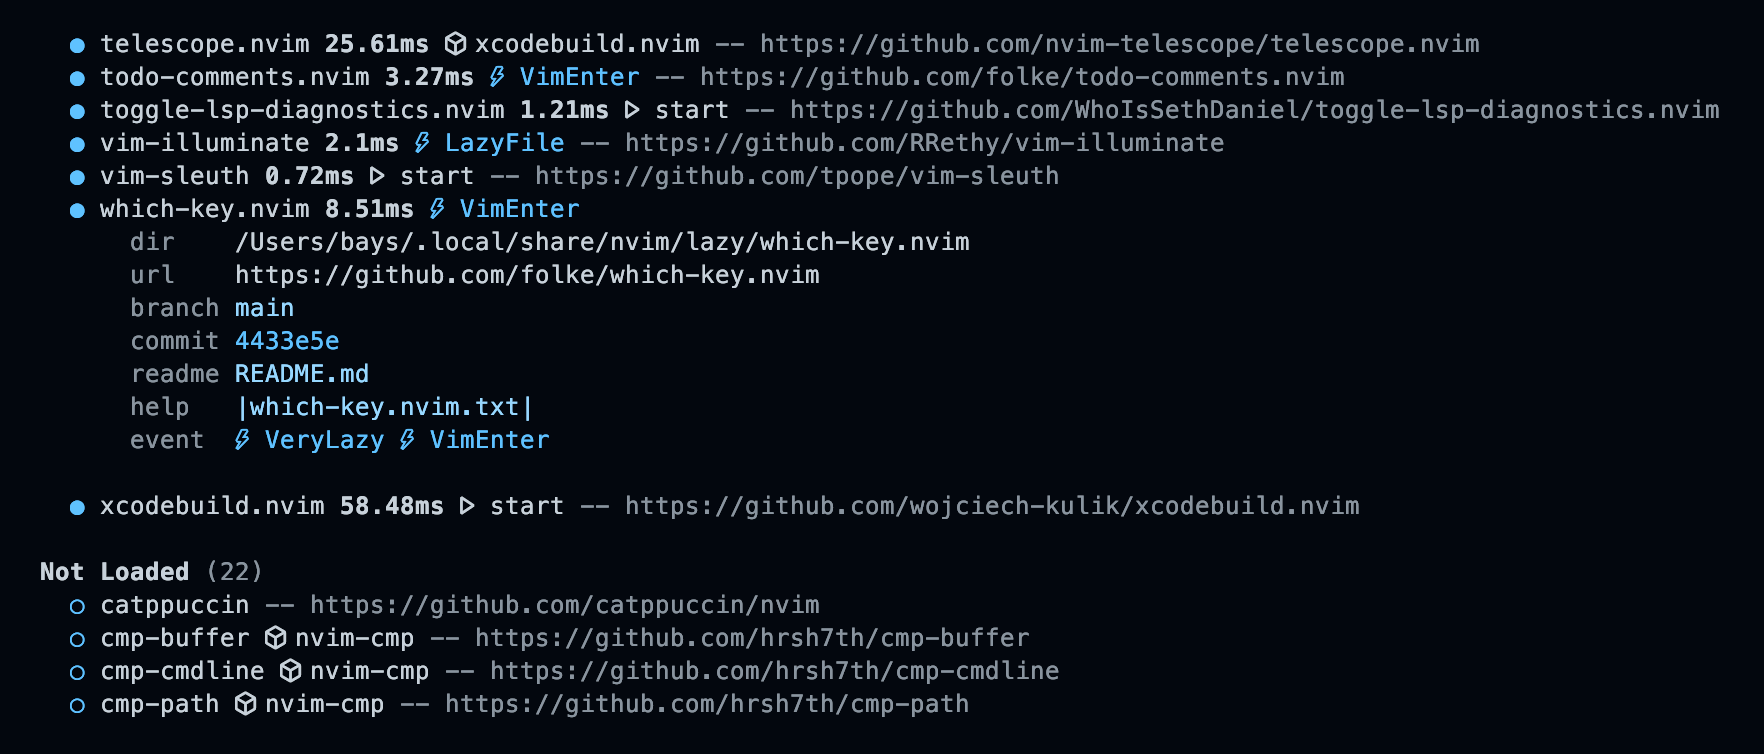 ● telescope.nvim 25.61ms xcodebuild.nvim -- https://github.com/nvim-telescope/telescope.nvim
● todo-comments.nvim 3.27ms VimEnter -- https://github.com/folke/todo-comments.nvim
● toggle-lsp-diagnostics.nvim 1.21ms start -- https://github.com/WhoIsSethDaniel/toggle-lsp-diagnostics.nvim
● vim-illuminate 2.1ms LazyFile -- https://github.com/RRethy/vim-illuminate
● vim-sleuth 0.72ms start -- https://github.com/tpope/vim-sleuth
● which-key.nvim 8.51ms VimEnter
dir /Users/bays/.local/share/nvim/lazy/which-key.nvim
url https://github.com/folke/which-key.nvim
branch main
commit 4433e5e
readme README.md
help |which-key.nvim.txt|
event VeryLazy VimEnter
● xcodebuild.nvim 58.48ms start -- https://github.com/wojciech-kulik/xcodebuild.nvim
Not Loaded (22)
○ catppuccin -- https://github.com/catppuccin/nvim
○ cmp-buffer nvim-cmp -- https://github.com/hrsh7th/cmp-buffer
○ cmp-cmdline nvim-cmp -- https://github.com/hrsh7th/cmp-cmdline
○ cmp-path nvim-cmp -- https://github.com/hrsh7th/cmp-path